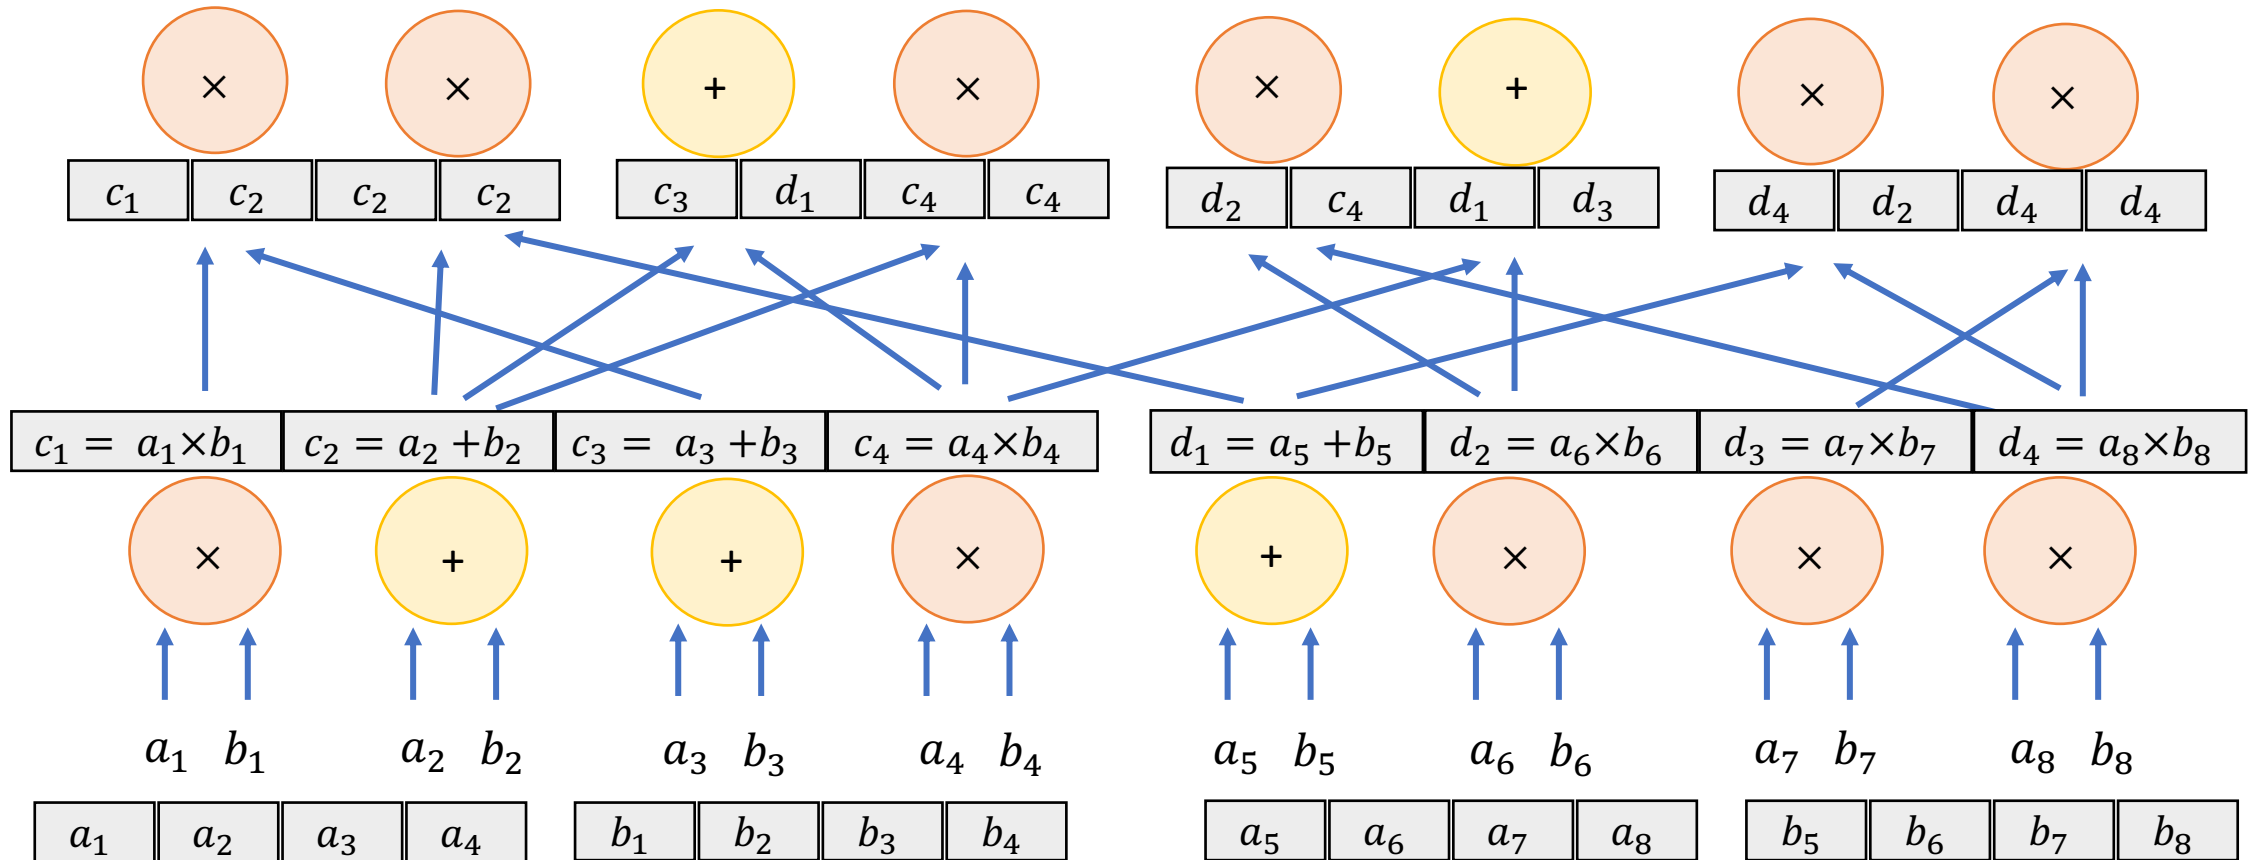 × × + × × + × ×
c₁ c₂ c₂ c₂ c₃ d₁ c₄ c₄ d₂ c₄ d₁ d₃ d₄ d₂ d₄ d₄
c₁ = a₁×b₁ c₂ = a₂ +b₂ c₃ = a₃ +b₃ c₄ = a₄×b₄ d₁ = a₅ +b₅ d₂ = a₆×b₆ d₃ = a₇×b₇ d₄ = a₈×b₈
× + + × + × × ×
a₁ b₁ a₂ b₂ a₃ b₃ a₄ b₄ a₅ b₅ a₆ b₆ a₇ b₇ a₈ b₈
a₁ a₂ a₃ a₄ b₁ b₂ b₃ b₄ a₅ a₆ a₇ a₈ b₅ b₆ b₇ b₈